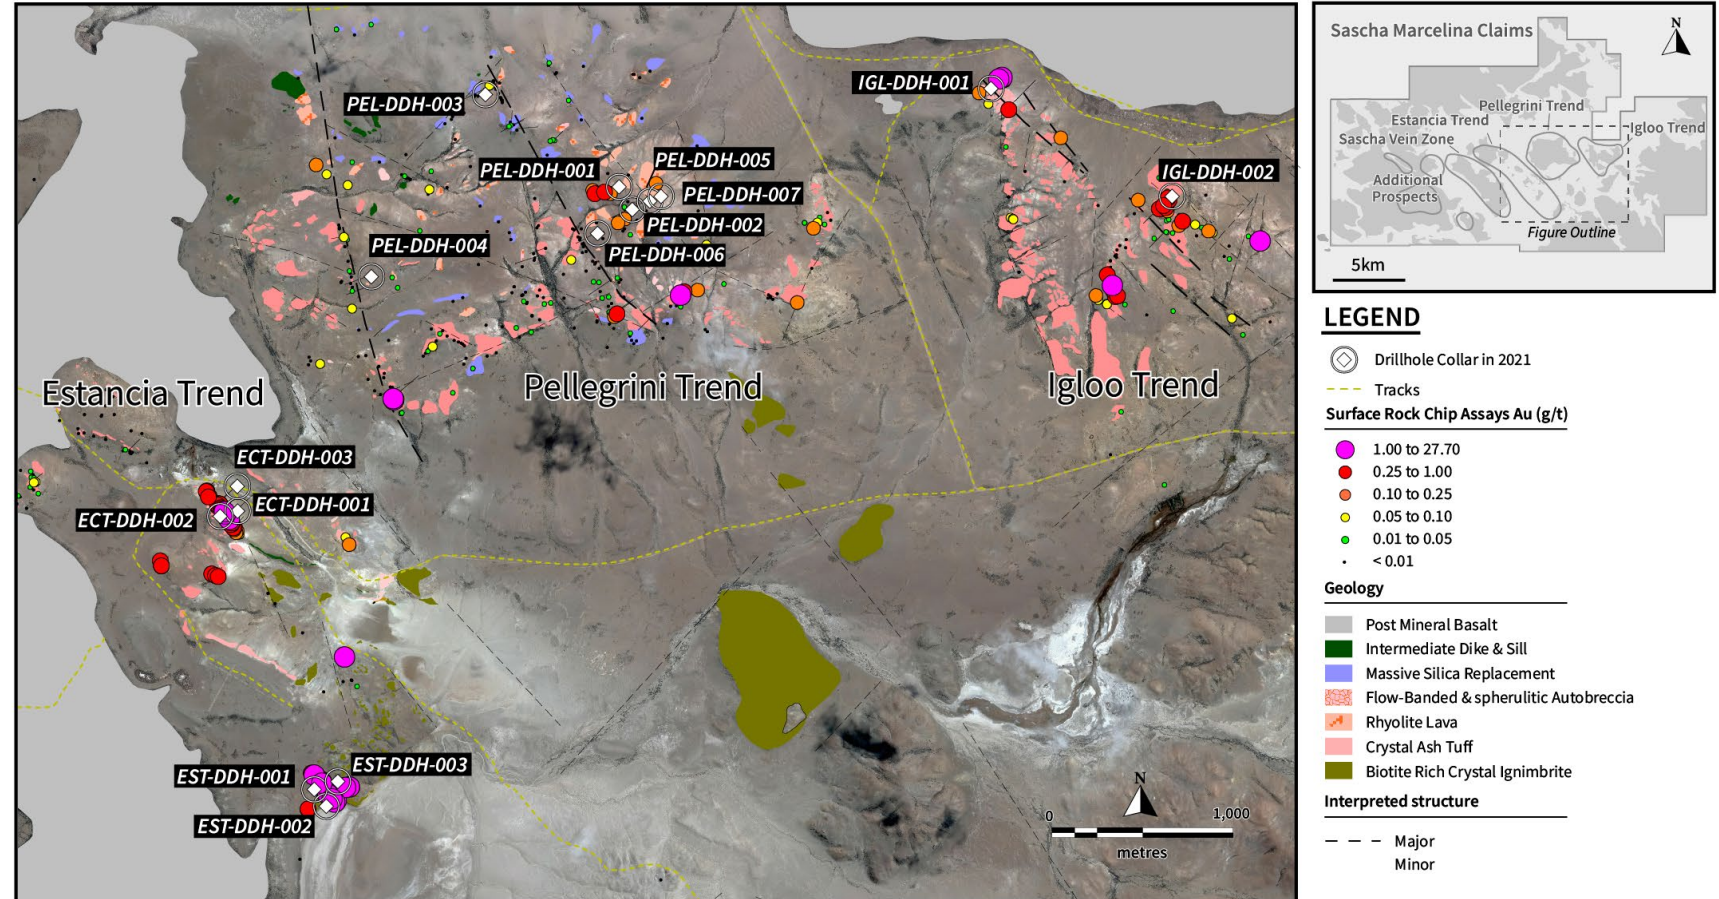 IGL-DDH-001
PEL-DDH-003
PEL-DDH-005
PEL-DDH-001
IGL-DDH-002
PEL-DDH-007
PEL-DDH-002
PEL-DDH-004
PEL-DDH-006
Estancia Trend
Pellegrini Trend
Igloo Trend
ECT-DDH-003
ECT-DDH-001
ECT-DDH-002
EST-DDH-003
EST-DDH-001
EST-DDH-002
N
0
1,000
metres
Sascha Marcelina Claims
N
Pellegrini Trend
Estancia Trend
Igloo Trend
Sascha Vein Zone
Additional
Prospects
Figure Outline
5km
LEGEND
Drillhole Collar in 2021
Tracks
Surface Rock Chip Assays Au (g/t)
1.00 to 27.70
0.25 to 1.00
0.10 to 0.25
0.05 to 0.10
0.01 to 0.05
< 0.01
Geology
Post Mineral Basalt
Intermediate Dike & Sill
Massive Silica Replacement
Flow-Banded & spherulitic Autobreccia
Rhyolite Lava
Crystal Ash Tuff
Biotite Rich Crystal Ignimbrite
Interpreted structure
Major
Minor